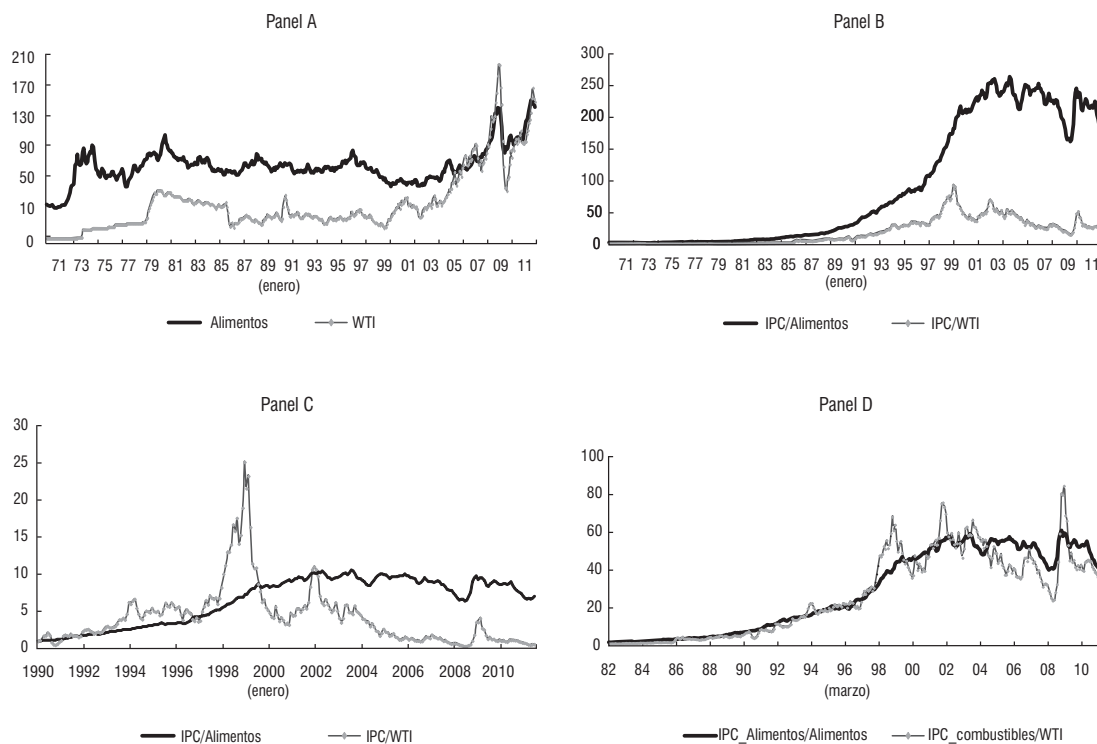 Panel A
210
170
130
90
50
10
0
71 73 75 77 79 81 83 85 87 89 91 93 95 97 99 01 03 05 07 09 11
(enero)
Alimentos WTI
Panel B
300
250
200
150
100
50
0
71 73 75 77 79 81 83 85 87 89 91 93 95 97 99 01 03 05 07 09 11
(enero)
IPC/Alimentos IPC/WTI
Panel C
30
25
20
15
10
5
0
1990 1992 1994 1996 1998 2000 2002 2004 2006 2008 2010
(enero)
IPC/Alimentos IPC/WTI
Panel D
100
80
60
40
20
0
82 84 86 88 90 92 94 96 98 00 02 04 06 08 10
(marzo)
IPC_Alimentos/Alimentos IPC_combustibles/WTI